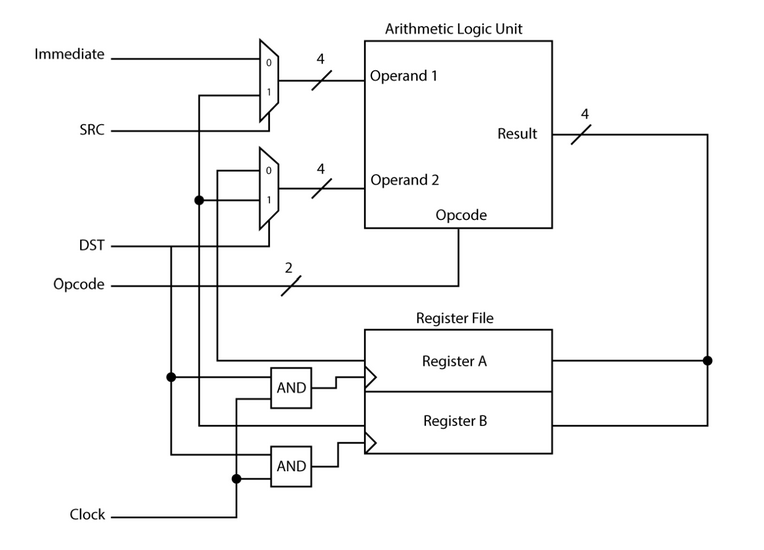 Arithmetic Logic Unit
Immediate
0
4
Operand 1
1
SRC
4
Result
0
4
Operand 2
1
Opcode
DST
2
Opcode
Register File
Register A
AND
Register B
AND
Clock